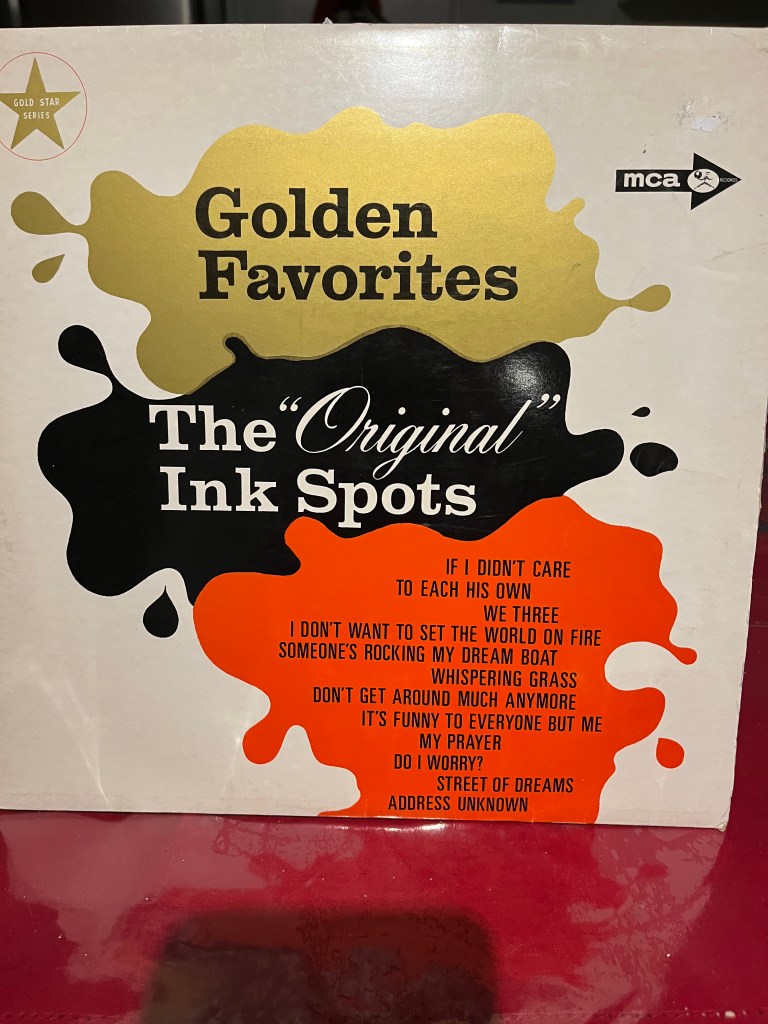 GOLD STAR
SERIES
mca RECORDS
Golden
Favorites
The “Original”
Ink Spots
IF I DIDN'T CARE
TO EACH HIS OWN
WE THREE
I DON'T WANT TO SET THE WORLD ON FIRE
SOMEONE'S ROCKING MY DREAM BOAT
WHISPERING GRASS
DON'T GET AROUND MUCH ANYMORE
IT'S FUNNY TO EVERYONE BUT ME
MY PRAYER
DO I WORRY?
STREET OF DREAMS
ADDRESS UNKNOWN